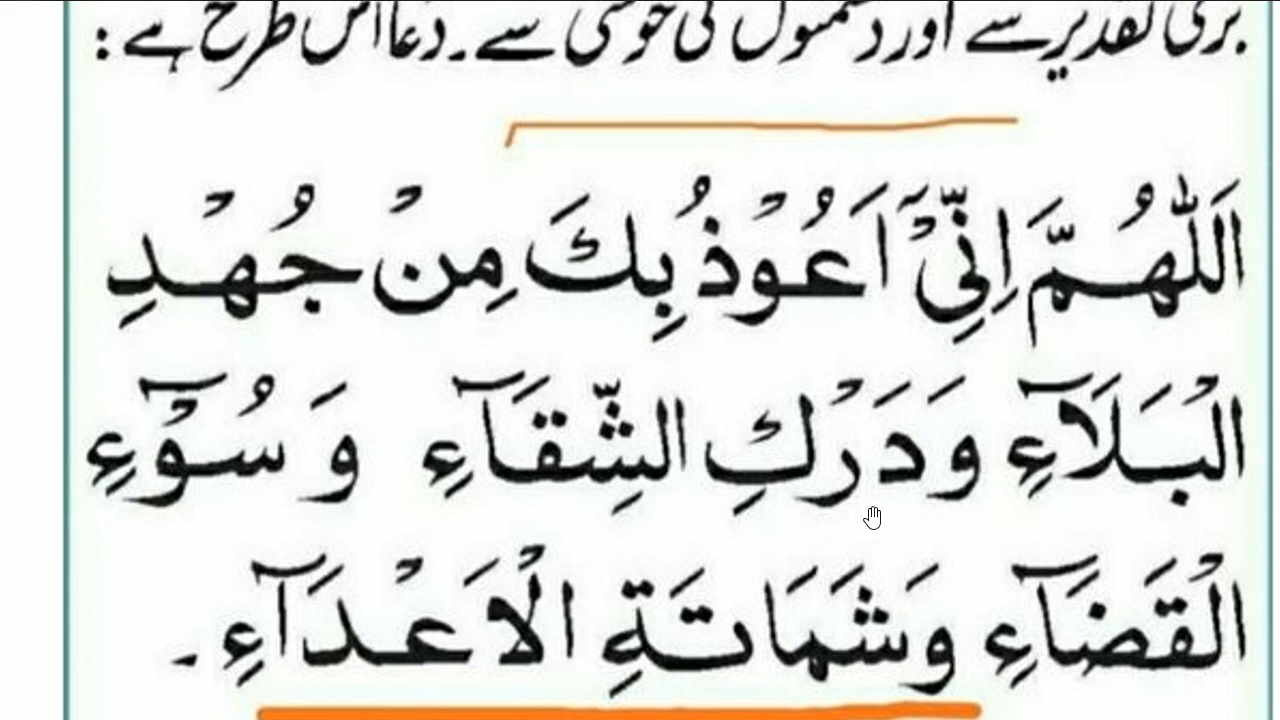 بری تقدیر سے اور دشمنوں کی خوشی سے۔ دعا اس طرح ہے:
اَللّٰهُمَّ اِنِّیْۤ اَعُوْذُ بِكَ مِنْ جُهْدِ
الْبَلَآءِ وَدَرْكِ الشِّقَآءِ وَ سُوْٓءِ
الْقَضَآءِ وَشَمَاتَةِ الْاَعْدَآءِ۔